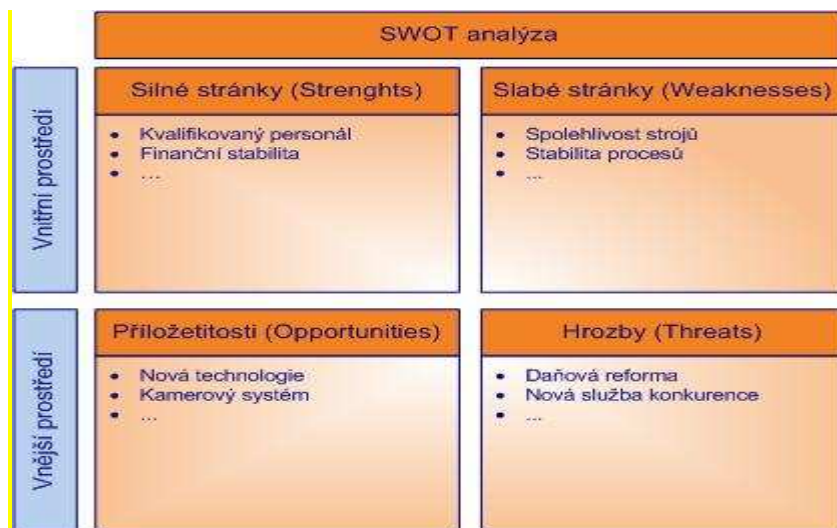 SWOT analýza
Vnitřní prostředí
Silné stránky (Strenghts)
• Kvalifikovaný personál
• Finanční stabilita
• ...
Slabé stránky (Weaknesses)
• Spolehlivost strojů
• Stabilita procesů
• ...
Vnější prostředí
Příložetitosti (Opportunities)
• Nová technologie
• Kamerový systém
• ...
Hrozby (Threats)
• Daňová reforma
• Nová služba konkurence
• ...